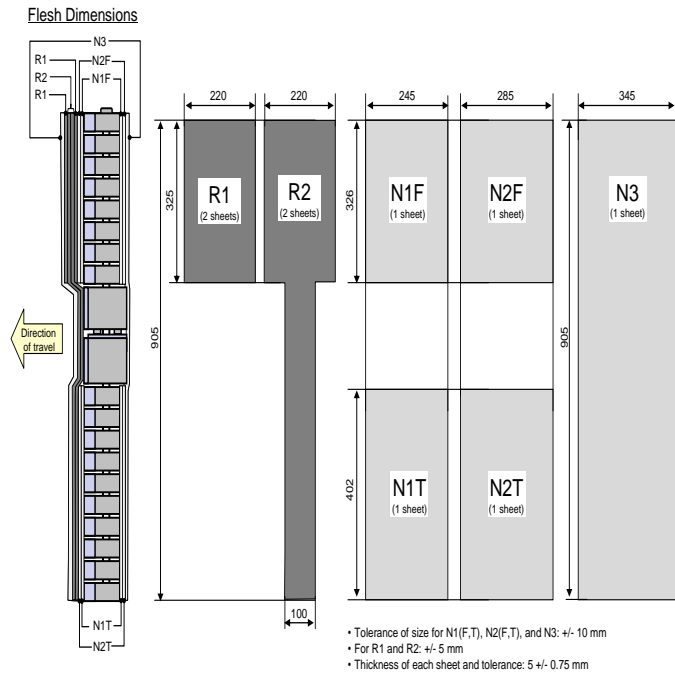 Flesh Dimensions
N3
R1
N2F
R2
N1F
R1
220
220
245
285
345
325
R1
(2 sheets)
R2
(2 sheets)
326
N1F
(1 sheet)
N2F
(1 sheet)
N3
(1 sheet)
Direction
of travel
905
905
402
N1T
(1 sheet)
N2T
(1 sheet)
100
N1T
N2T
• Tolerance of size for N1(F,T), N2(F,T), and N3: +/- 10 mm
• For R1 and R2: +/- 5 mm
• Thickness of each sheet and tolerance: 5 +/- 0.75 mm